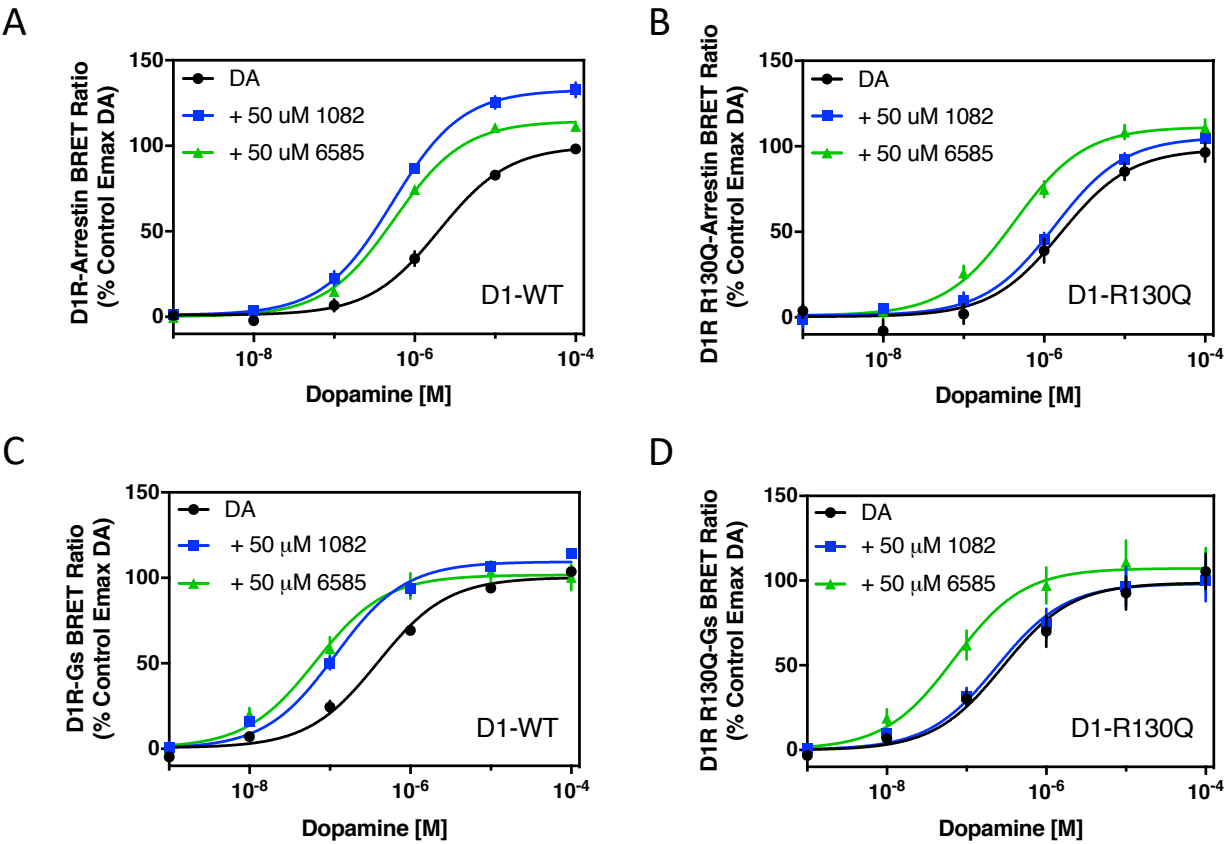 A
D1R-Arrestin BRET Ratio
(% Control Emax DA)
150
100
50
0
DA
+ 50 uM 1082
+ 50 uM 6585
D1-WT
10-8
10-6
10-4
Dopamine [M]
B
D1R R130Q-Arrestin BRET Ratio
(% Control Emax DA)
150
100
50
0
DA
+ 50 uM 1082
+ 50 uM 6585
D1-R130Q
10-8
10-6
10-4
Dopamine [M]
C
D1R-Gs BRET Ratio
(% Control Emax DA)
150
100
50
0
DA
+ 50 μM 1082
+ 50 μM 6585
D1-WT
10-8
10-6
10-4
Dopamine [M]
D
D1R R130Q-Gs BRET Ratio
(% Control Emax DA)
150
100
50
0
DA
+ 50 μM 1082
+ 50 μM 6585
D1-R130Q
10-8
10-6
10-4
Dopamine [M]